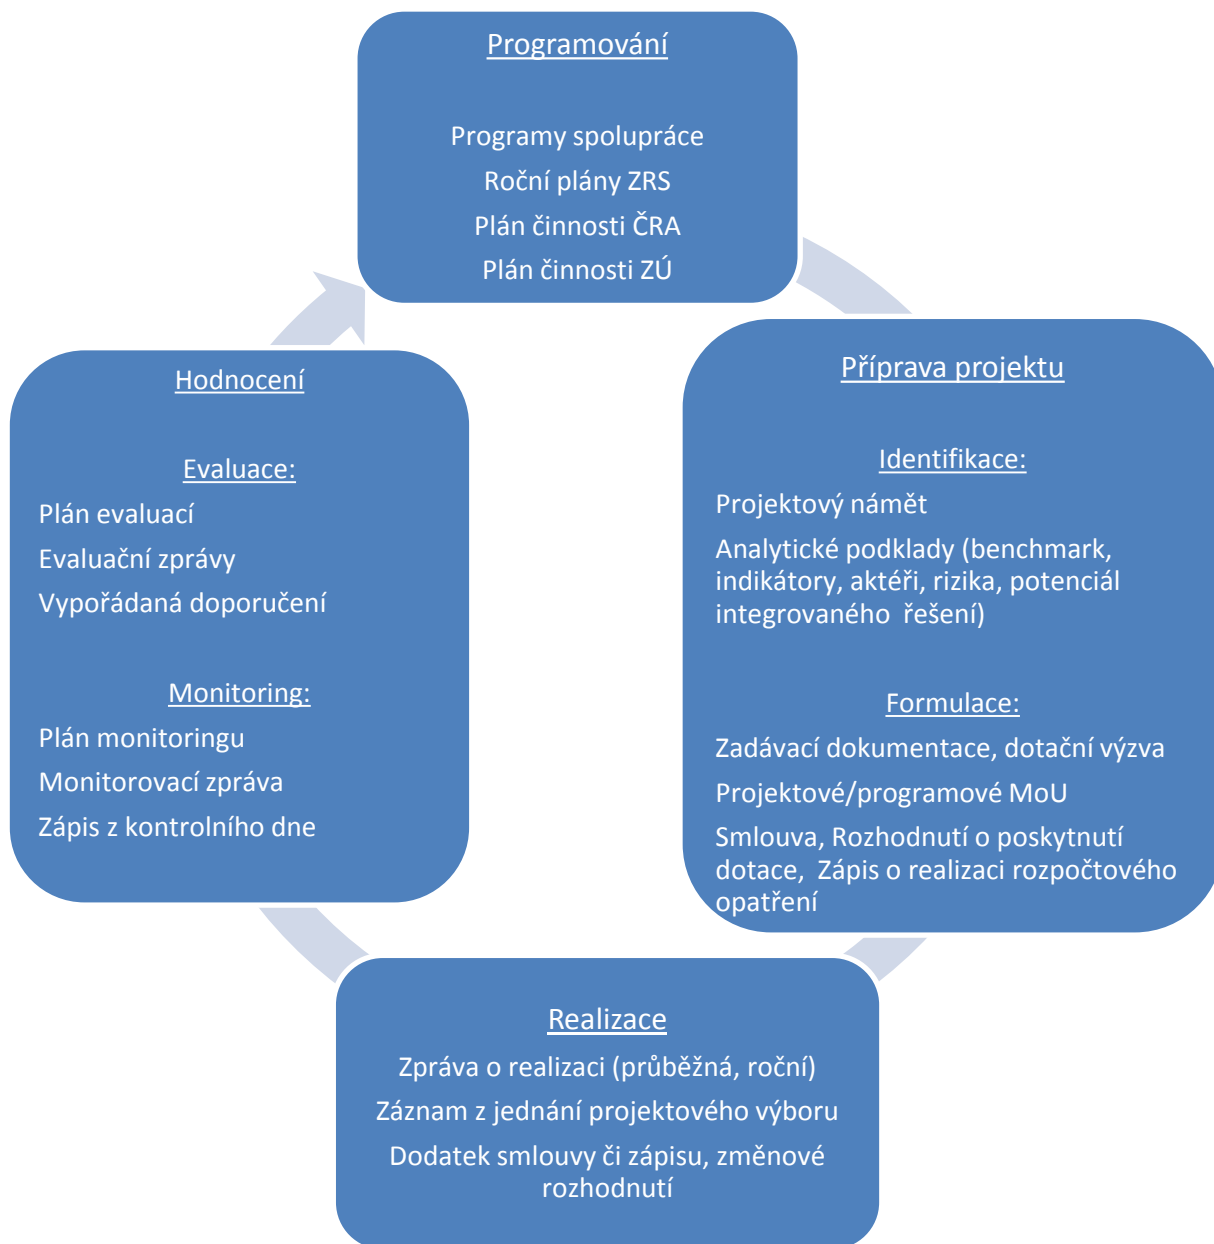 Programování
Programy spolupráce
Roční plány ZRS
Plán činnosti ČRA
Plán činnosti ZÚ
Příprava projektu
Identifikace:
Projektový námět
Analytické podklady (benchmark,
indikátory, aktéři, rizika, potenciál
integrovaného  řešení)
Formulace:
Zadávací dokumentace, dotační výzva
Projektové/programové MoU
Smlouva, Rozhodnutí o poskytnutí
dotace,  Zápis o realizaci rozpočtového
opatření
Realizace
Zpráva o realizaci (průběžná, roční)
Záznam z jednání projektového výboru
Dodatek smlouvy či zápisu, změnové
rozhodnutí
Hodnocení
Evaluace:
Plán evaluací
Evaluační zprávy
Vypořádaná doporučení
Monitoring:
Plán monitoringu
Monitorovací zpráva
Zápis z kontrolního dne